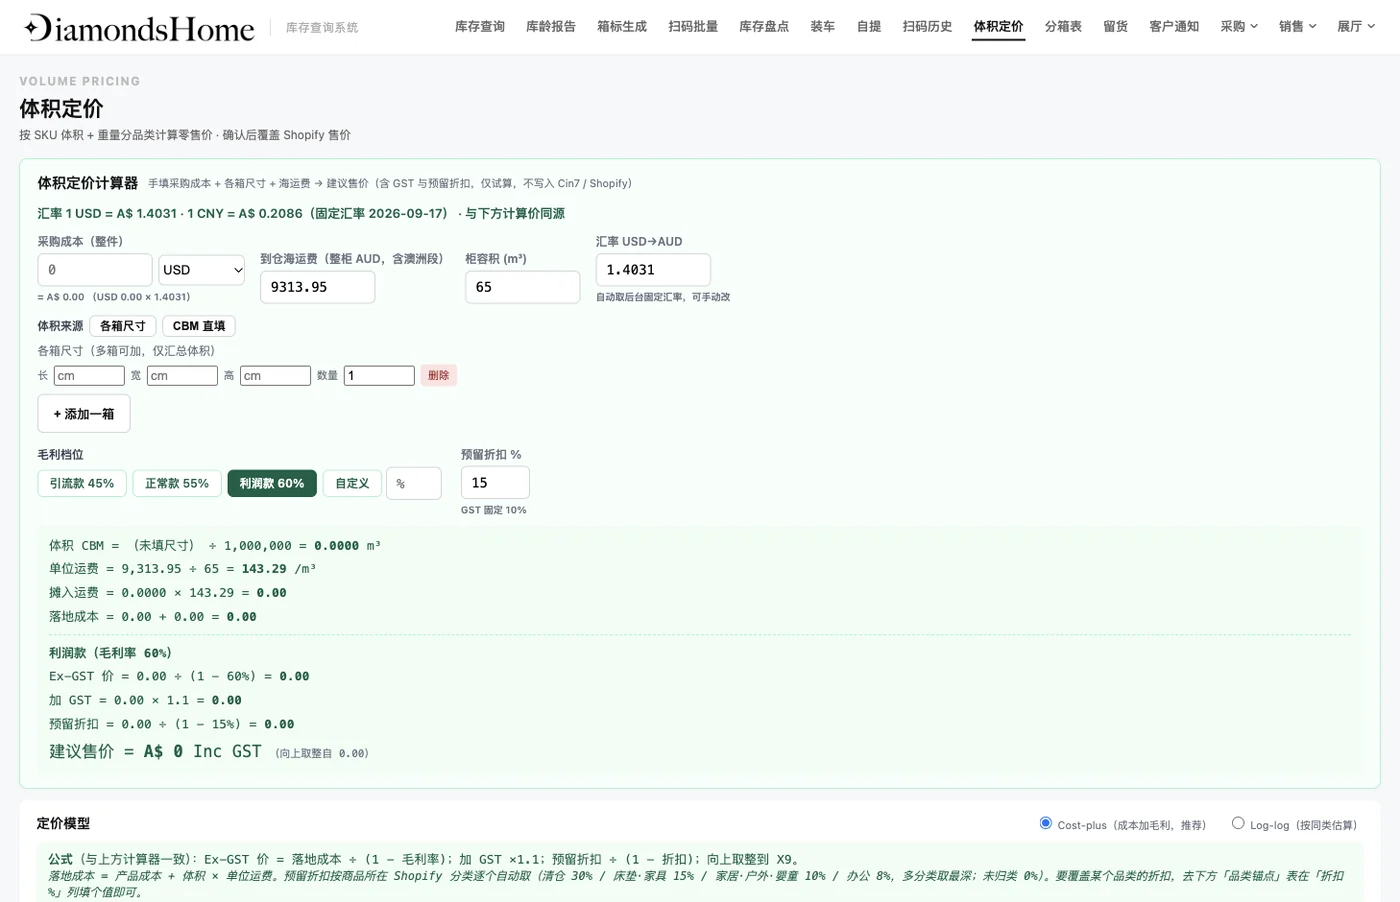 DiamondsHome
库存查询系统
库存查询 库龄报告 箱标生成 扫码批量 库存盘点 装车 自提 扫码历史 体积定价 分箱表 留货 客户通知 采购 销售 展厅
VOLUME PRICING
体积定价
按 SKU 体积 + 重量分品类计算零售价 · 确认后覆盖 Shopify 售价
体积定价计算器 手填采购成本 + 各箱尺寸 + 海运费 → 建议售价（含 GST 与预留折扣，仅试算，不写入 Cin7 / Shopify）
汇率 1 USD = A$ 1.4031 · 1 CNY = A$ 0.2086（固定汇率 2026-09-17） · 与下方计算价同源
采购成本（整件）
0 USD
= A$ 0.00 （USD 0.00 × 1.4031）
到仓海运费（整柜 AUD，含澳洲段）
9313.95
柜容积 (m³)
65
汇率 USD→AUD
1.4031
自动取后台固定汇率，可手动改
体积来源 各箱尺寸 CBM 直填
各箱尺寸（多箱可加，仅汇总体积）
长 cm 宽 cm 高 cm 数量 1 删除
+ 添加一箱
毛利档位
引流款 45% 正常款 55% 利润款 60% 自定义 %
预留折扣 %
15
GST 固定 10%
体积 CBM = （未填尺寸） ÷ 1,000,000 = 0.0000 m³
单位运费 = 9,313.95 ÷ 65 = 143.29 /m³
摊入运费 = 0.0000 × 143.29 = 0.00
落地成本 = 0.00 + 0.00 = 0.00
利润款（毛利率 60%）
Ex-GST 价 = 0.00 ÷ (1 − 60%) = 0.00
加 GST = 0.00 × 1.1 = 0.00
预留折扣 = 0.00 ÷ (1 − 15%) = 0.00
建议售价 = A$ 0 Inc GST （向上取整自 0.00）
定价模型
Cost-plus（成本加毛利，推荐） Log-log（按同类估算）
公式（与上方计算器一致）：Ex-GST 价 = 落地成本 ÷ (1 − 毛利率)；加 GST ×1.1；预留折扣 ÷ (1 − 折扣)；向上取整到 X9。
落地成本 = 产品成本 + 体积 × 单位运费。预留折扣按商品所在 Shopify 分类逐个自动取（清仓 30% / 床垫·家具 15% / 家居·户外·婴童 10% / 办公 8%，多分类取最深；未归类 0%）。要覆盖某个品类的折扣，去下方「品类锚点」表在「折扣
%」列填个值即可。